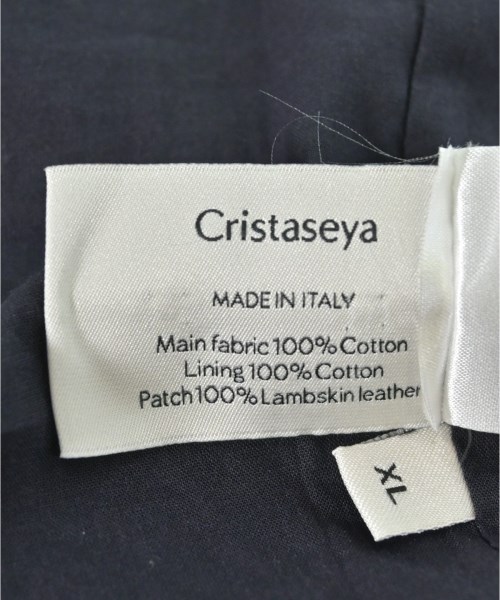 Cristaseya
MADE IN ITALY
Main fabric 100% Cotton
Lining 100% Cotton
Patch 100% Lambskin leather
XL